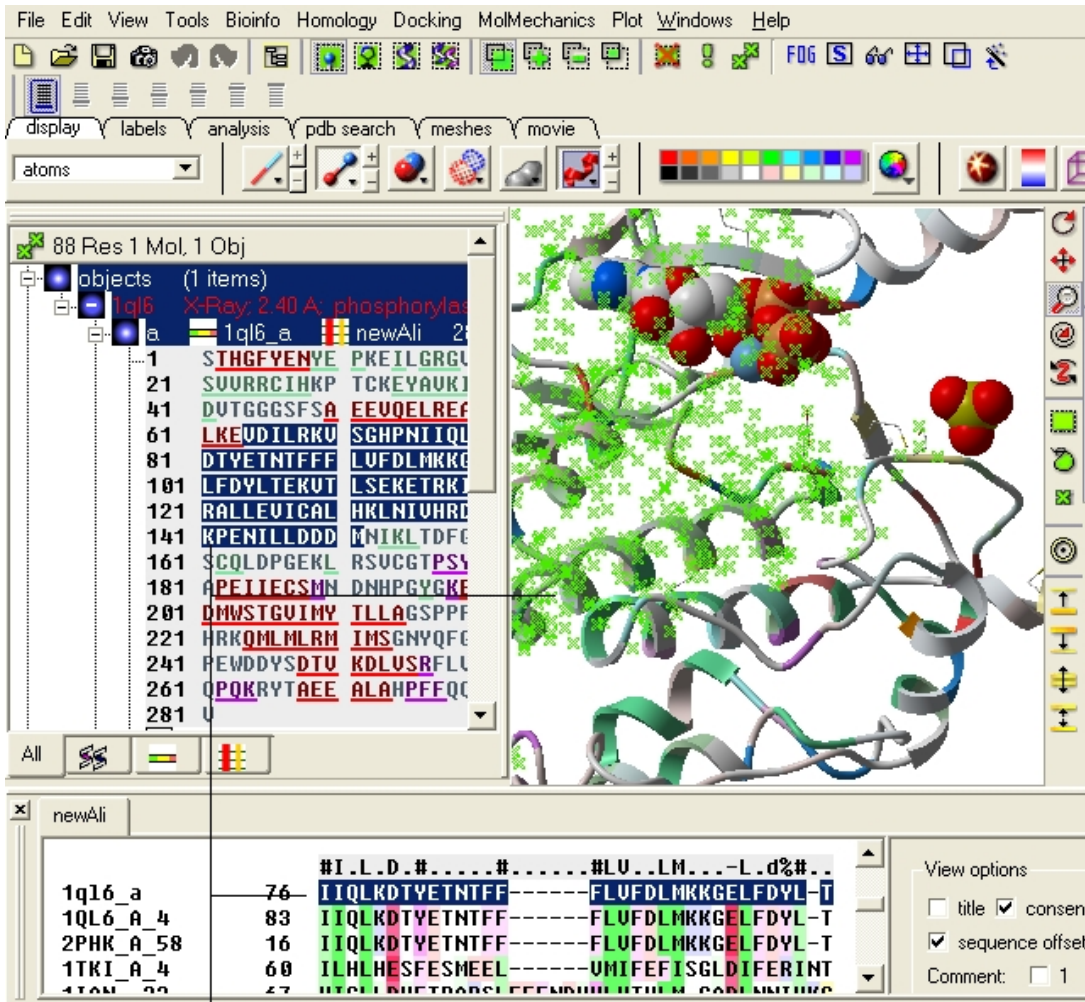 File Edit View Tools Bioinfo Homology Docking MolMechanics Plot Windows Help
FOG S
display labels analysis pdb search meshes movie
atoms
88 Res 1 Mol, 1 Obj
objects (1 items)
1ql6 X-Ray; 2.40 A; phosphorylas
a 1ql6_a newAli 2
1 STHGFYENYE PKEILGRGV
21 SVVRRCIHKP TCKEYAVKI
41 DVTGGGSFSA EEVQELREA
61 LKEVDILRKV SGHPNIIQL
81 DTYETNTFFF LVFDLMKKG
101 LFDYLTEKVT LSEKETRKI
121 RALLEVICAL HKLNIVHRD
141 KPENILLDDD MNIKLTDFG
161 SCQLDPGEKL RSVCGTPSY
181 APEIIECSMN DNHPGYGKE
201 DMWSTGVIMY TLLAGSPPF
221 HRKQMLMLRM IMSGNYQFG
241 PEWDDYSDTV KDLVSRFLV
261 QPQKRYTAEE ALAHPFFQ
281 V
All
newAli
#I.L.D.#.....#......#LV..LM...-L.d%#..
1ql6_a 76 IIQLKDTYETNTFF------FLVFDLMKKGELFDYL-T
1QL6_A_4 83 IIQLKDTYETNTFF------FLVFDLMKKGELFDYL-T
2PHK_A_58 16 IIQLKDTYETNTFF------FLVFDLMKKGELFDYL-T
1TKI_A_4 60 ILHLHESFESMEEL------VMIFEFISGLDIFERINT
View options
title consen
sequence offset
Comment: 1